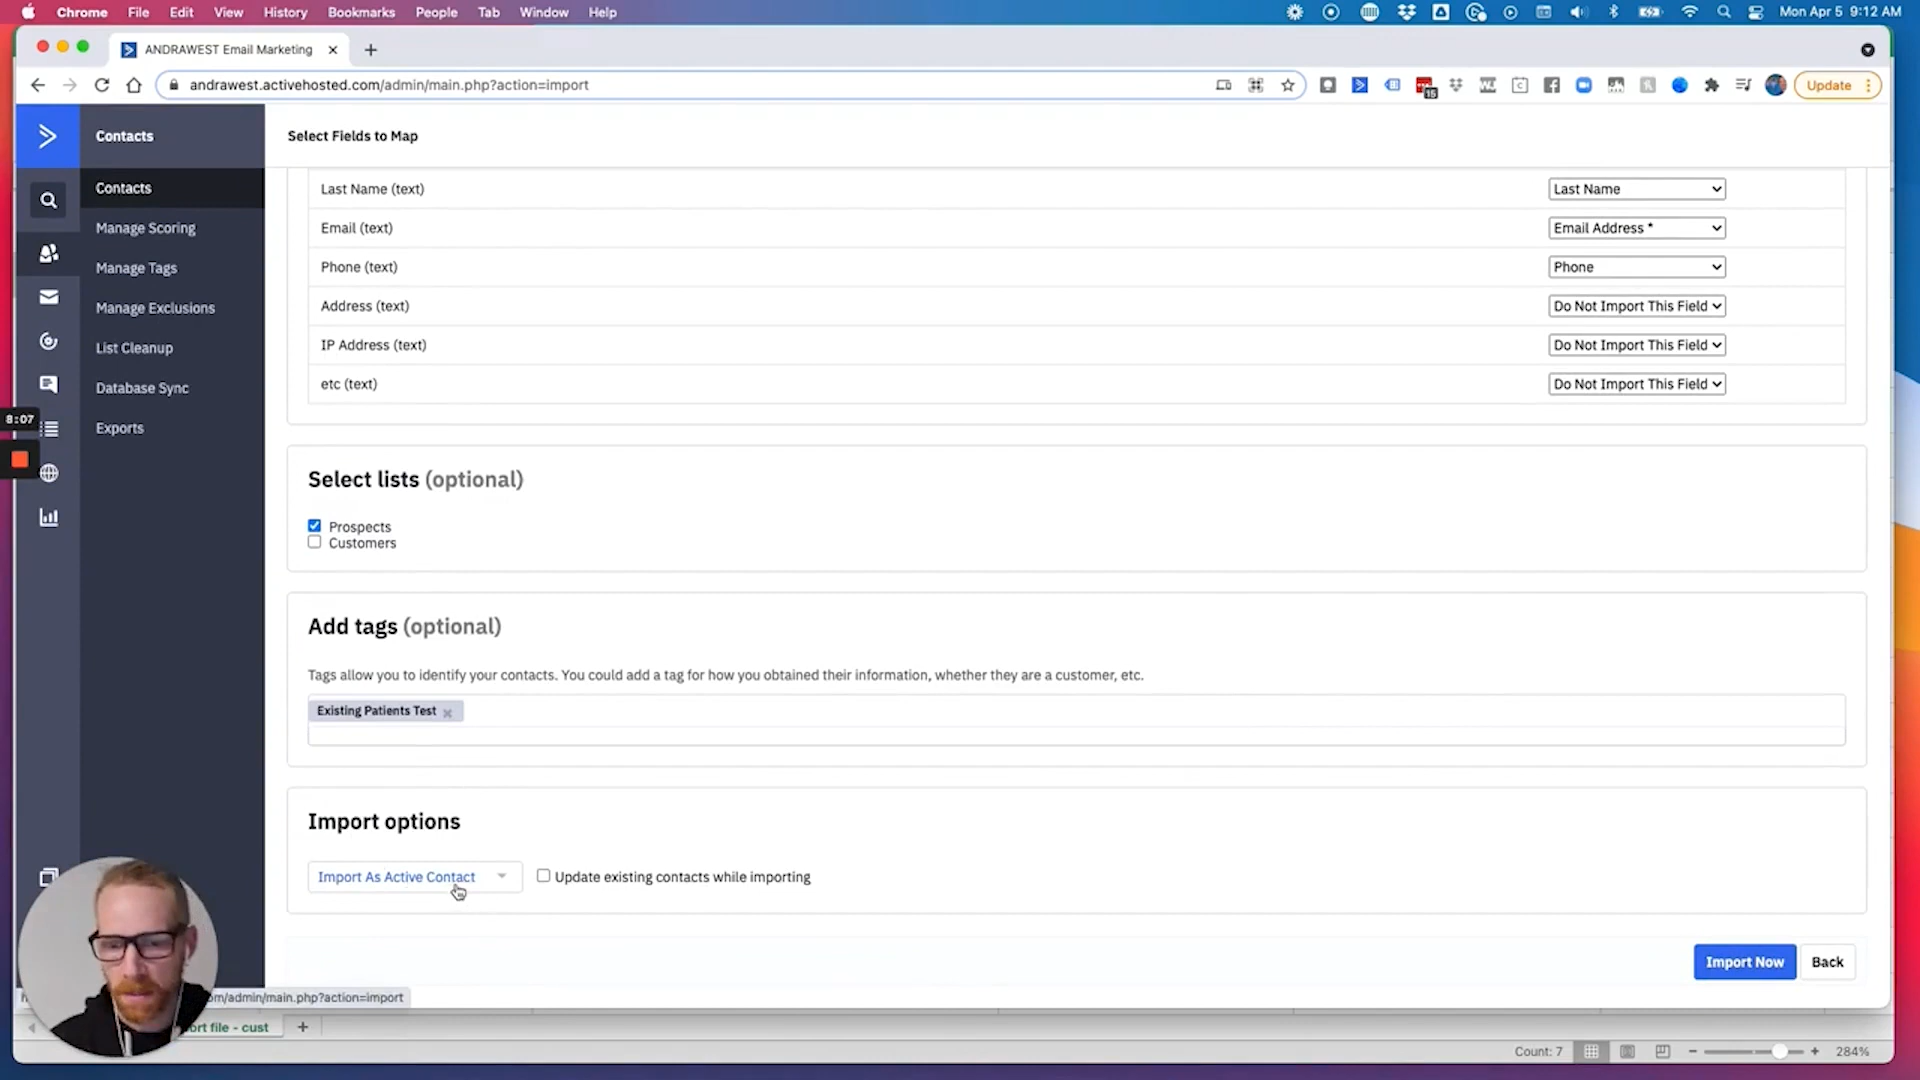 Chrome File Edit View History Bookmarks People Tab Window Help Mon Apr 5 9:12 AM
ANDRAWEST Email Marketing
andrawest.activehosted.com/admin/main.php?action=import
15
Update
Contacts
Select Fields to Map
Contacts
Manage Scoring
Manage Tags
Manage Exclusions
List Cleanup
Database Sync
Exports
8:07
Last Name (text) Last Name
Email (text) Email Address *
Phone (text) Phone
Address (text) Do Not Import This Field
IP Address (text) Do Not Import This Field
etc (text) Do Not Import This Field
Select lists (optional)
Prospects
Customers
Add tags (optional)
Tags allow you to identify your contacts. You could add a tag for how you obtained their information, whether they are a customer, etc.
Existing Patients Test
Import options
Import As Active Contact Update existing contacts while importing
Import Now Back
om/admin/main.php?action=import
ort file - cust
Count: 7 284%